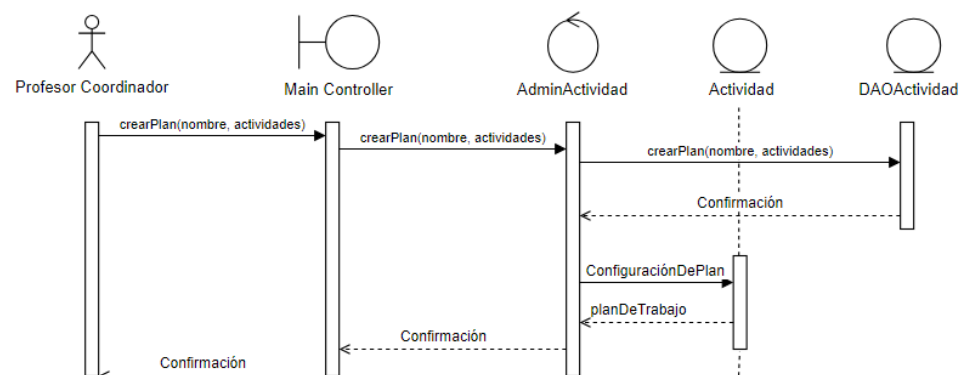 Profesor Coordinador
Main Controller
AdminActividad
Actividad
DAOActividad
crearPlan(nombre, actividades)
crearPlan(nombre, actividades)
crearPlan(nombre, actividades)
Confirmación
ConfiguraciónDePlan
planDeTrabajo
Confirmación
Confirmación